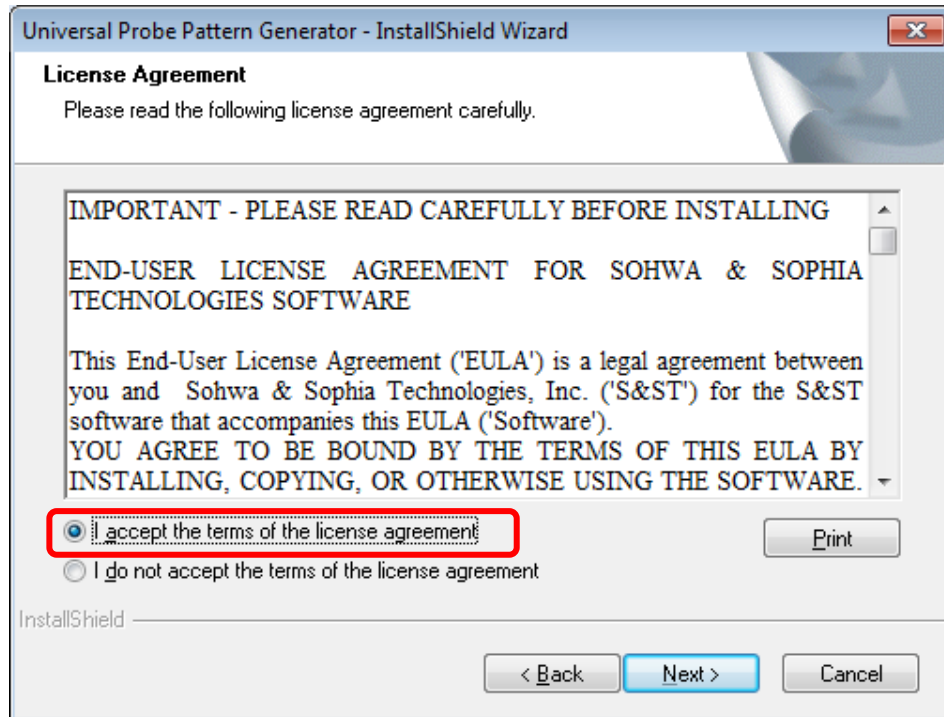 Universal Probe Pattern Generator - InstallShield Wizard
License Agreement
Please read the following license agreement carefully.
IMPORTANT - PLEASE READ CAREFULLY BEFORE INSTALLING
END-USER LICENSE AGREEMENT FOR SOHWA & SOPHIA
TECHNOLOGIES SOFTWARE
This End-User License Agreement ('EULA') is a legal agreement between
you and Sohwa & Sophia Technologies, Inc. ('S&ST') for the S&ST
software that accompanies this EULA ('Software').
YOU AGREE TO BE BOUND BY THE TERMS OF THIS EULA BY
INSTALLING, COPYING, OR OTHERWISE USING THE SOFTWARE.
I accept the terms of the license agreement
Print
I do not accept the terms of the license agreement
InstallShield
< Back
Next >
Cancel